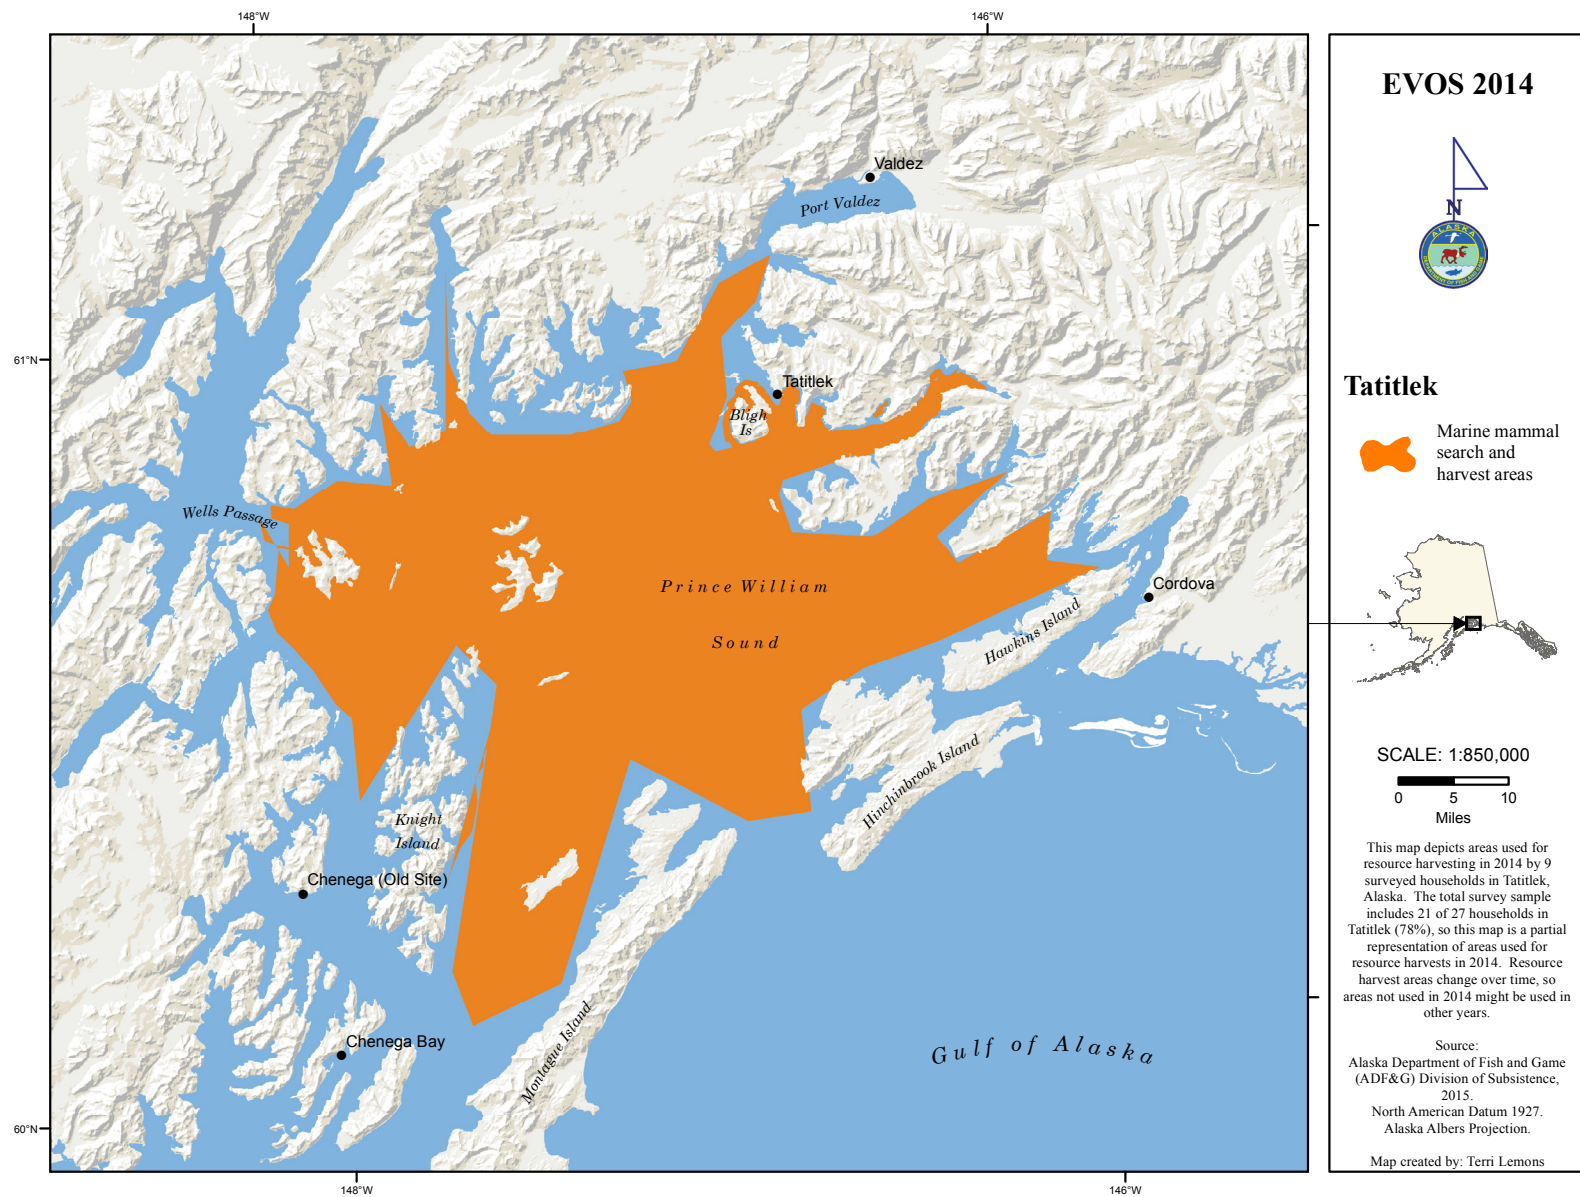 148°W
146°W
Valdez
Port Valdez
61°N
Tatitlek
Bligh
Is
Wells Passage
Prince William
Sound
Cordova
Hawkins Island
Hinchinbrook Island
Knight
Island
Chenega (Old Site)
Montague Island
Chenega Bay
Gulf of Alaska
60°N
148°W
146°W
EVOS 2014
N
ALASKA
DEPARTMENT OF FISH AND GAME
Tatitlek
Marine mammal
search and
harvest areas
SCALE: 1:850,000
0 5 10
Miles
This map depicts areas used for
resource harvesting in 2014 by 9
surveyed households in Tatitlek,
Alaska. The total survey sample
includes 21 of 27 households in
Tatitlek (78%), so this map is a partial
representation of areas used for
resource harvests in 2014. Resource
harvest areas change over time, so
areas not used in 2014 might be used in
other years.
Source:
Alaska Department of Fish and Game
(ADF&G) Division of Subsistence,
2015.
North American Datum 1927.
Alaska Albers Projection.
Map created by: Terri Lemons